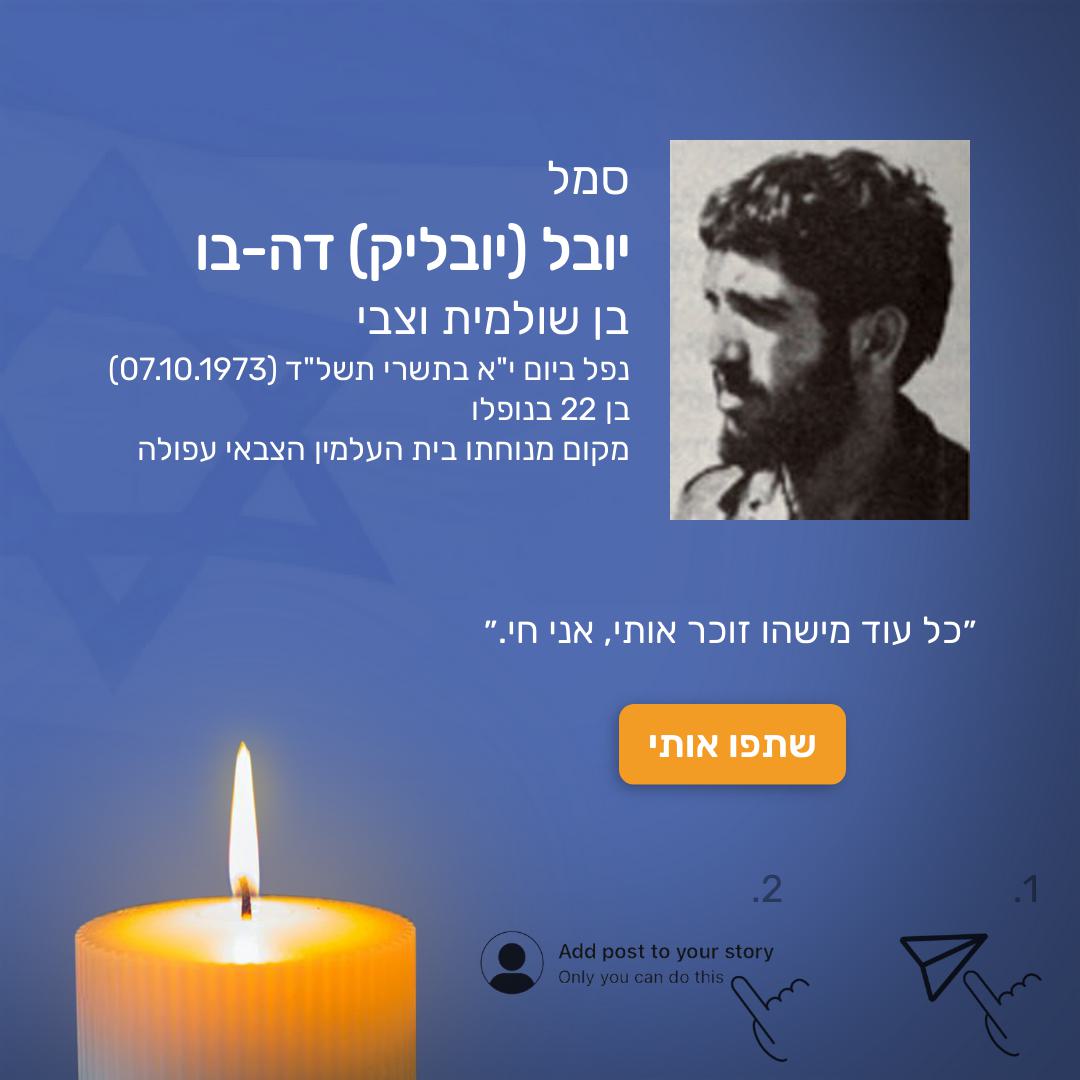 סמל
יובל (יובליק) דה-בו
בן שולמית וצבי
נפל ביום י"א בתשרי תשל"ד (07.10.1973)
בן 22 בנופלו
מקום מנוחתו בית העלמין הצבאי עפולה
״כל עוד מישהו זוכר אותי, אני חי.״
שתפו אותי
.1
.2
Add post to your story
Only you can do this